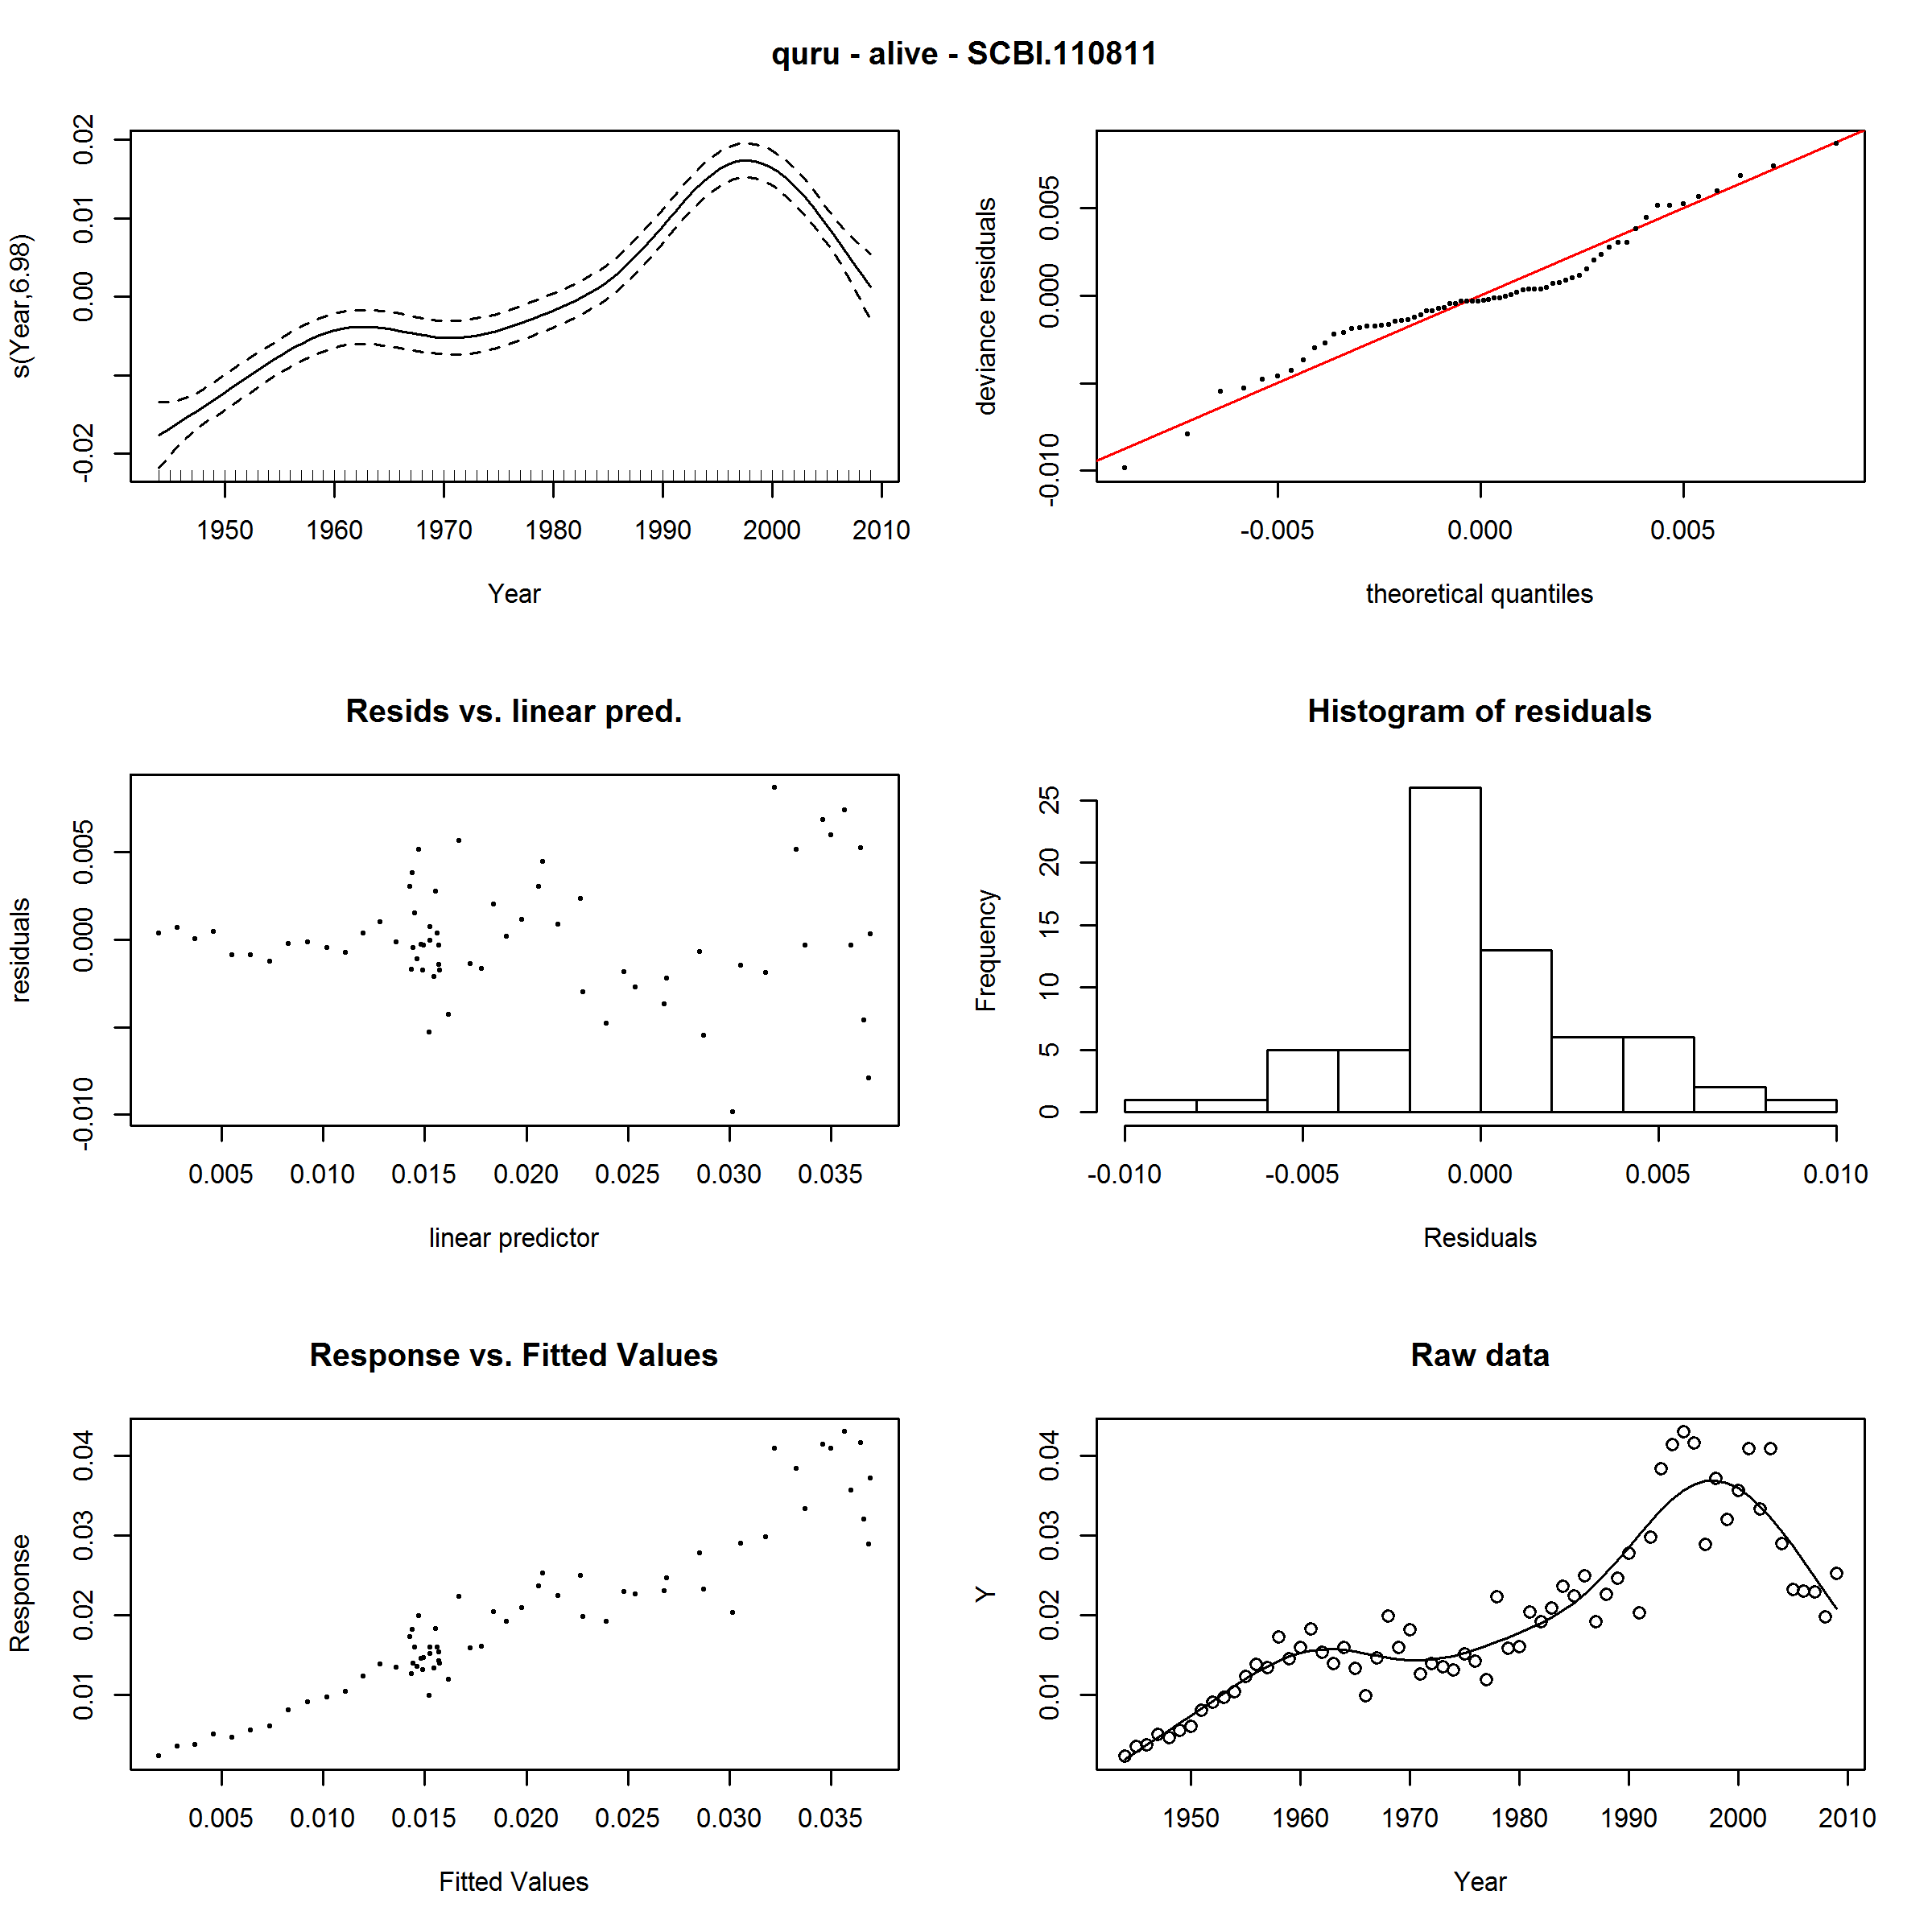 quru - alive - SCBI.110811
s(Year,6.98)
-0.02 0.00 0.01 0.02
1950 1960 1970 1980 1990 2000 2010
Year
deviance residuals
-0.010 0.000 0.005
-0.005 0.000 0.005
theoretical quantiles
Resids vs. linear pred.
residuals
-0.010 0.000 0.005
0.005 0.010 0.015 0.020 0.025 0.030 0.035
linear predictor
Histogram of residuals
Frequency
0 5 10 15 20 25
-0.010 -0.005 0.000 0.005 0.010
Residuals
Response vs. Fitted Values
Response
0.01 0.02 0.03 0.04
0.005 0.010 0.015 0.020 0.025 0.030 0.035
Fitted Values
Raw data
Y
0.01 0.02 0.03 0.04
1950 1960 1970 1980 1990 2000 2010
Year